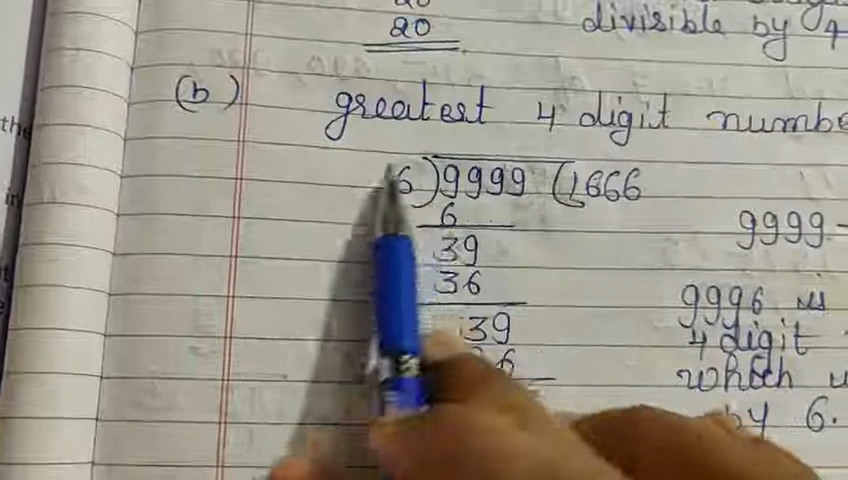 20
divisible by 4
(b) greatest 4 digit numbe
6)9999(1666
6
39
9999-
36
9996 is
39
4 digit
which
by 6.